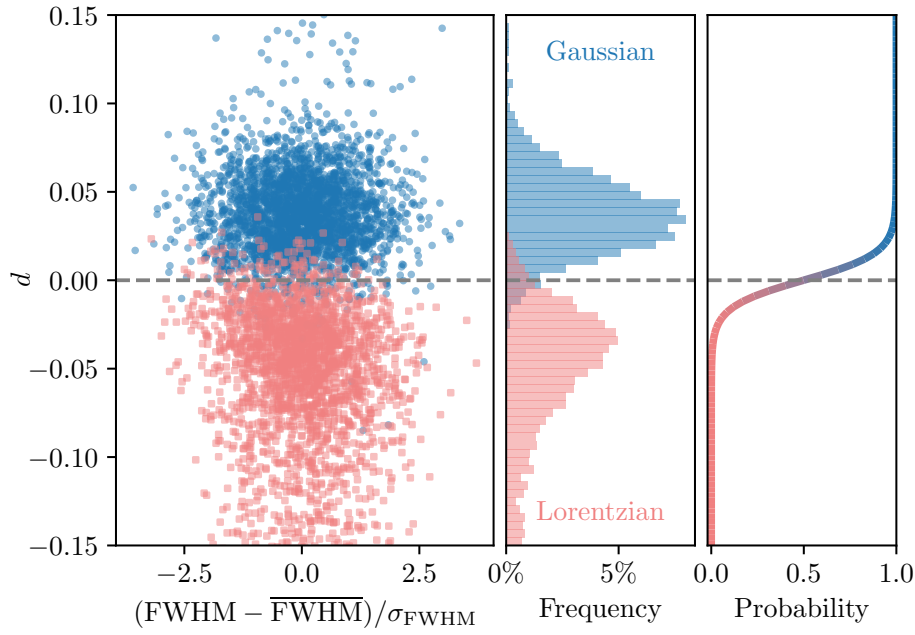 0.15
0.10
0.05
0.00
−0.05
−0.10
−0.15
d
−2.5 0.0 2.5
(FWHM − FWHM)/σFWHM
Gaussian
Lorentzian
0% 5%
Frequency
0.0 0.5 1.0
Probability